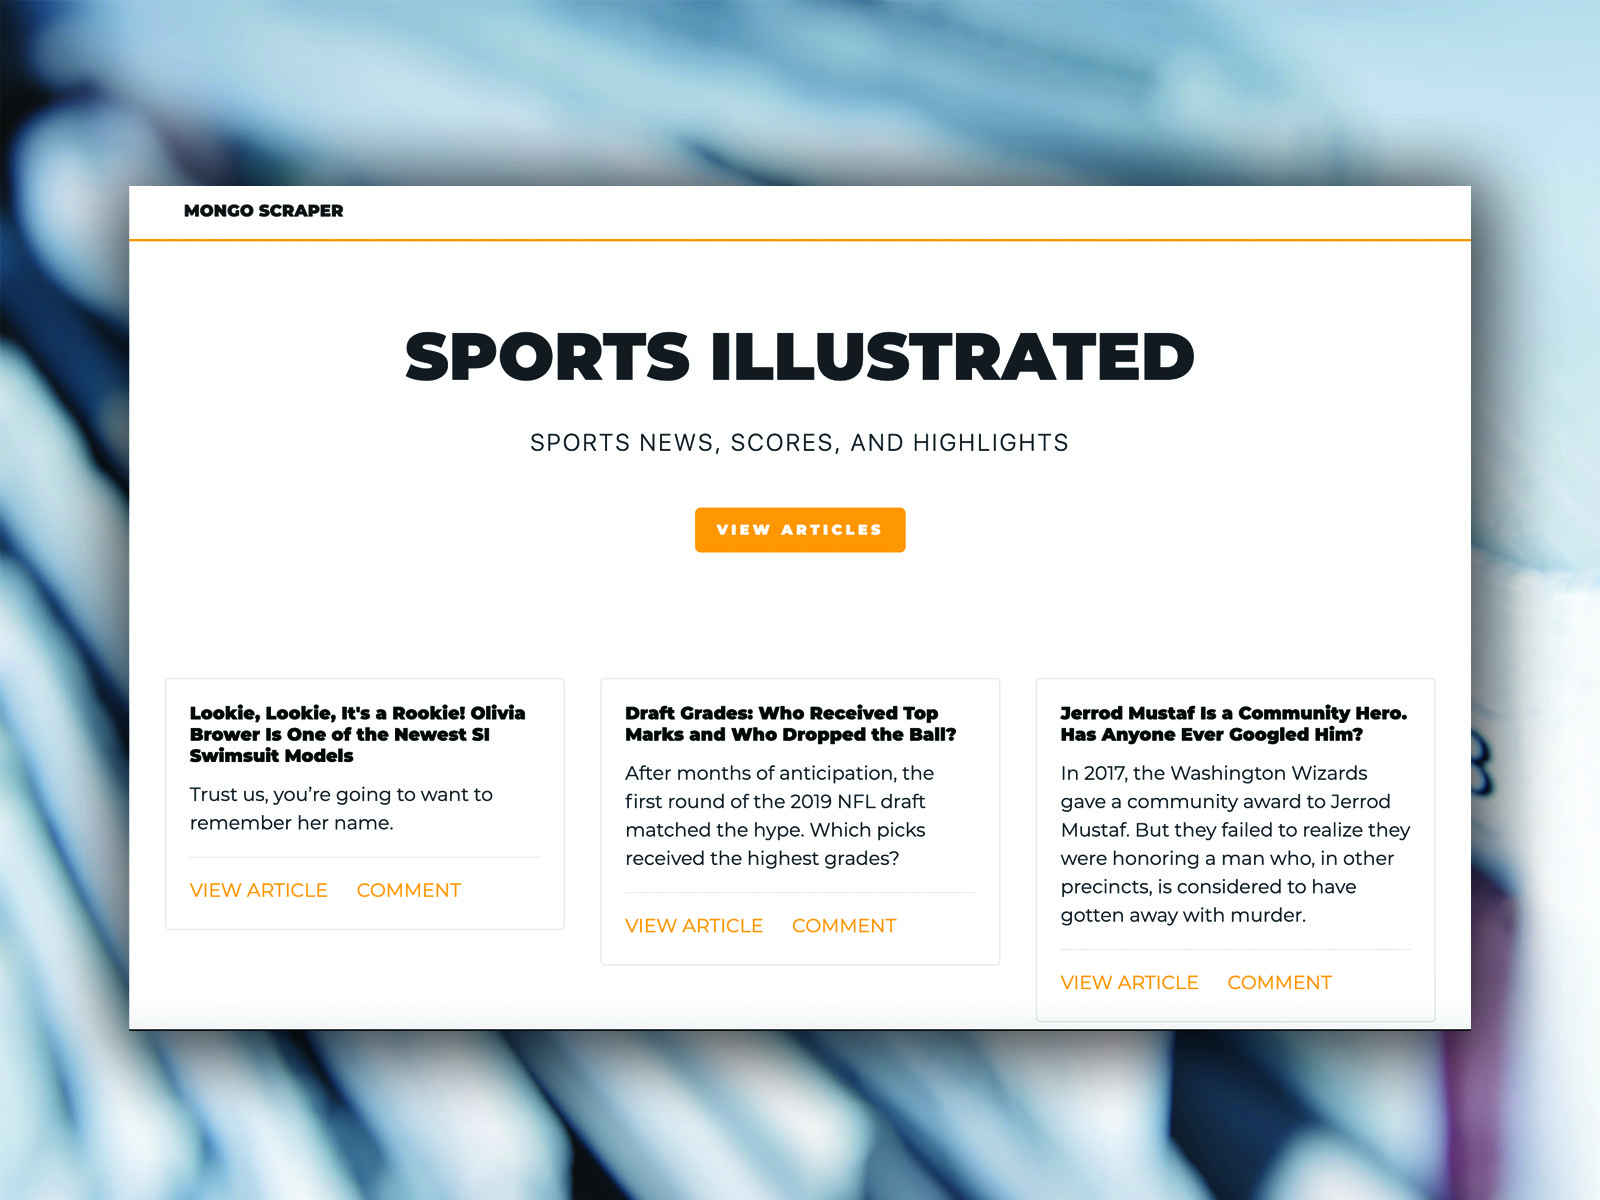 MONGO SCRAPER
SPORTS ILLUSTRATED
SPORTS NEWS, SCORES, AND HIGHLIGHTS
VIEW ARTICLES
Lookie, Lookie, It's a Rookie! Olivia
Brower Is One of the Newest SI
Swimsuit Models
Trust us, you’re going to want to
remember her name.
VIEW ARTICLE COMMENT
Draft Grades: Who Received Top
Marks and Who Dropped the Ball?
After months of anticipation, the
first round of the 2019 NFL draft
matched the hype. Which picks
received the highest grades?
VIEW ARTICLE COMMENT
Jerrod Mustaf Is a Community Hero.
Has Anyone Ever Googled Him?
In 2017, the Washington Wizards
gave a community award to Jerrod
Mustaf. But they failed to realize they
were honoring a man who, in other
precincts, is considered to have
gotten away with murder.
VIEW ARTICLE COMMENT